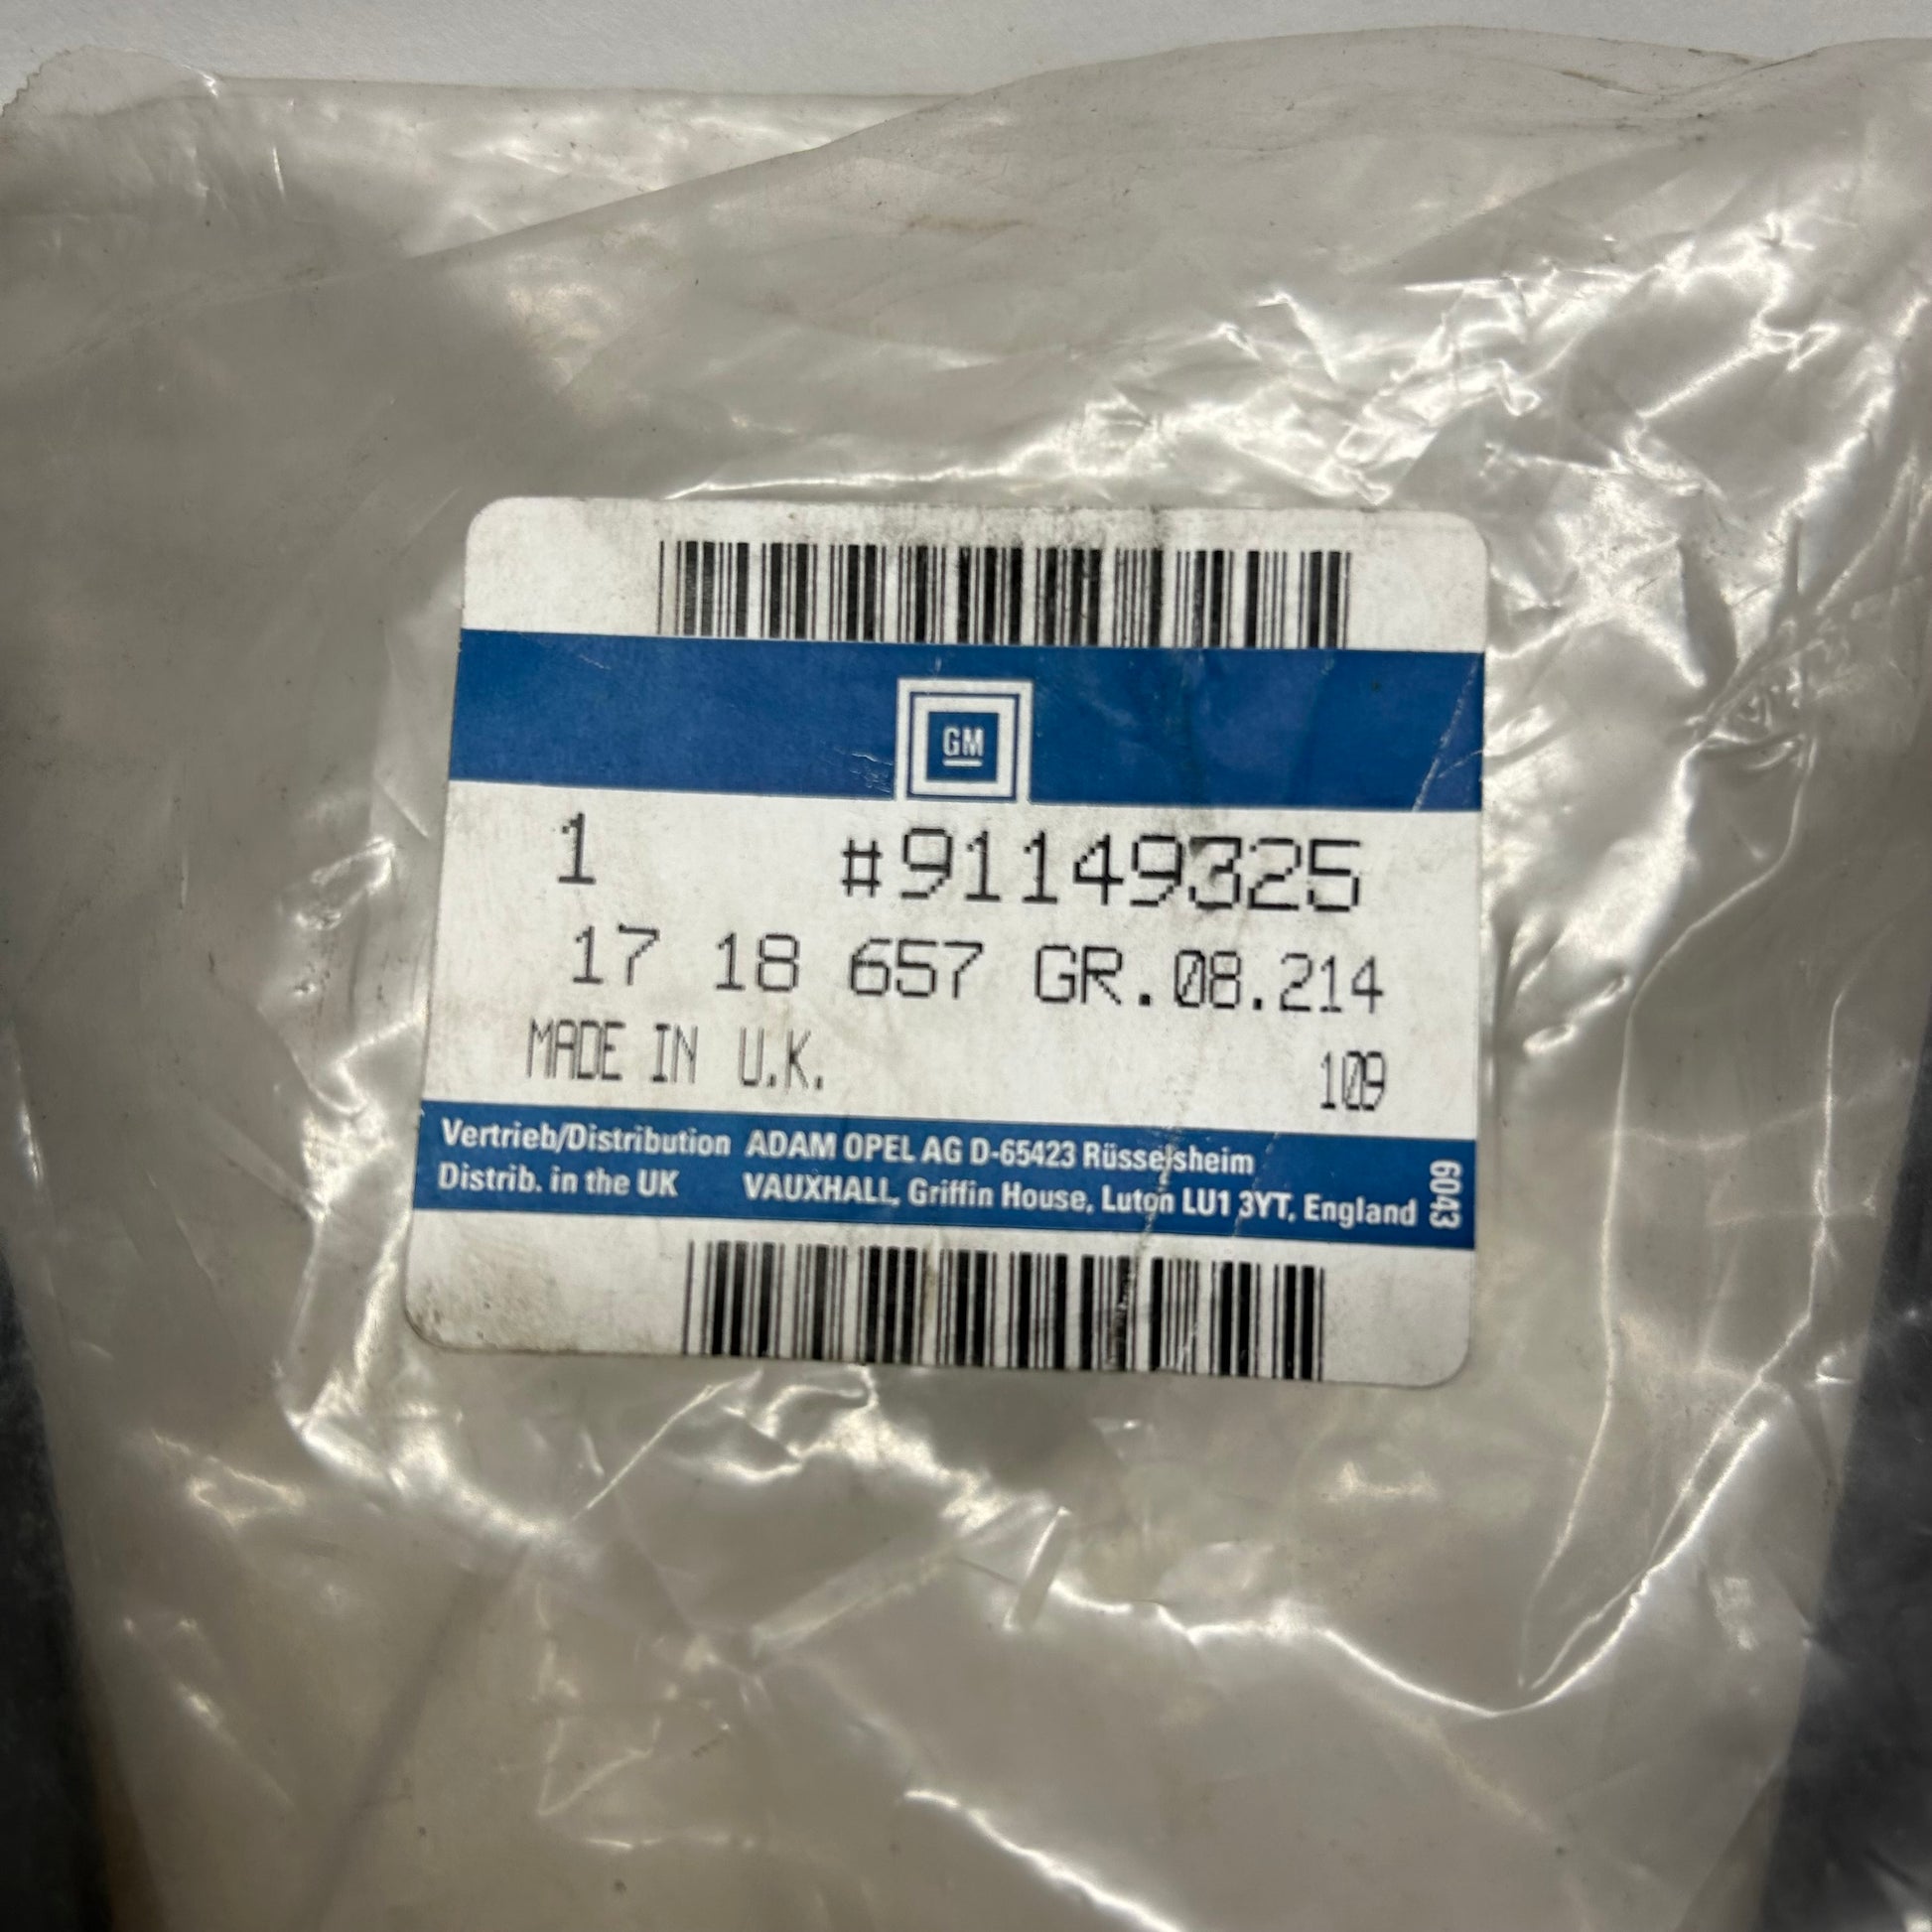 GM
1 #91149325
17 18 657 GR.08.214
MADE IN U.K. 109
Vertrieb/Distribution ADAM OPEL AG D-65423 Rüsselsheim
Distrib. in the UK VAUXHALL, Griffin House, Luton LU1 3YT, England
6043